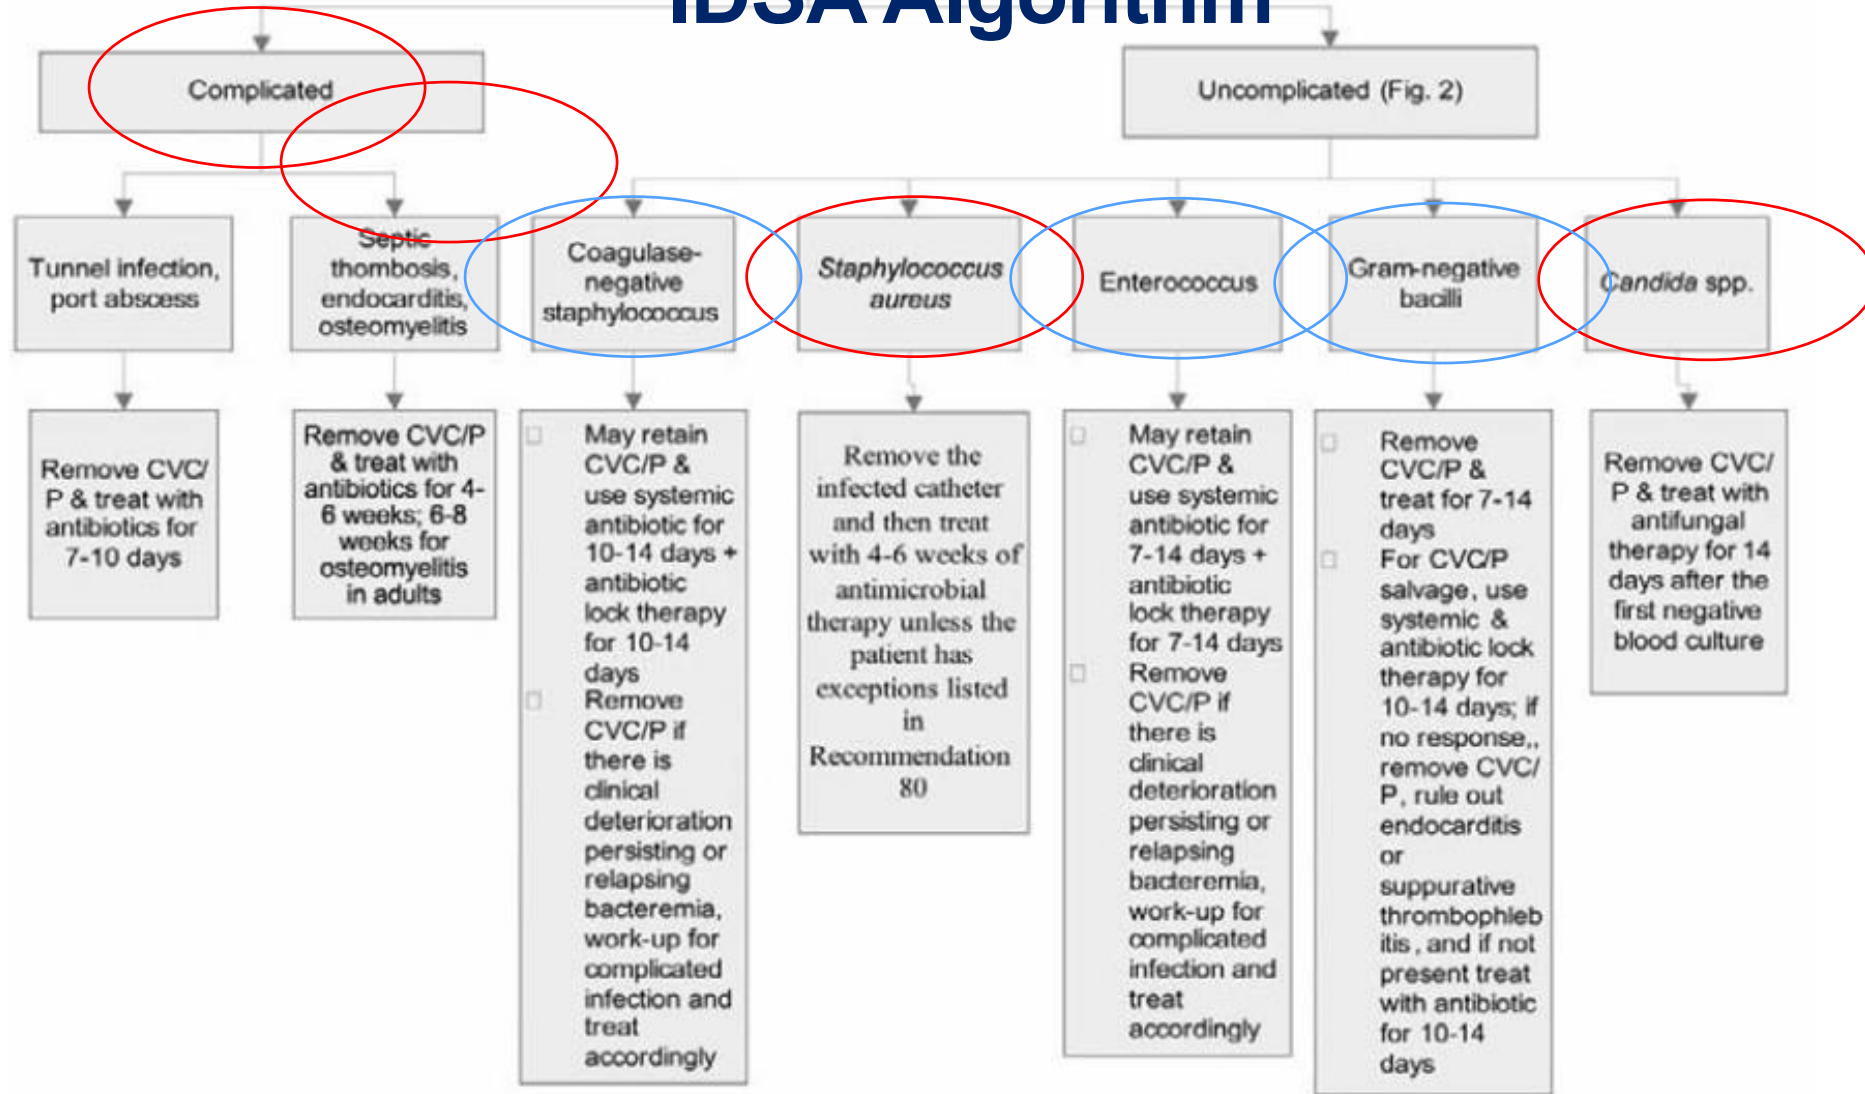 IDSA Algorithm
Complicated
Uncomplicated (Fig. 2)
Tunnel infection,
port abscess
Septic
thombosis,
endocarditis,
osteomyelitis
Coagulase-
negative
staphylococcus
Staphylococcus
aureus
Enterococcus
Gram-negative
bacilli
Candida spp.
Remove CVC/
P & treat with
antibiotics for
7-10 days
Remove CVC/P
& treat with
antibiotics for 4-
6 weeks; 6-8
weeks for
osteomyelitis
in adults
May retain
CVC/P &
use systemic
antibiotic for
10-14 days +
antibiotic
lock therapy
for 10-14
days
Remove
CVC/P if
there is
clinical
deterioration
persisting or
relapsing
bacteremia,
work-up for
complicated
infection and
treat
accordingly
Remove the
infected catheter
and then treat
with 4-6 weeks of
antimicrobial
therapy unless the
patient has
exceptions listed
in
Recommendation
80
May retain
CVC/P &
use systemic
antibiotic for
7-14 days +
antibiotic
lock therapy
for 7-14 days
Remove
CVC/P if
there is
clinical
deterioration
persisting or
relapsing
bacteremia,
work-up for
complicated
infection and
treat
accordingly
Remove
CVC/P &
treat for 7-14
days
For CVC/P
salvage, use
systemic &
antibiotic lock
therapy for
10-14 days; if
no response,,
remove CVC/
P, rule out
endocarditis
or
suppurative
thrombophleb
itis, and if not
present treat
with antibiotic
for 10-14
days
Remove CVC/
P & treat with
antifungal
therapy for 14
days after the
first negative
blood culture